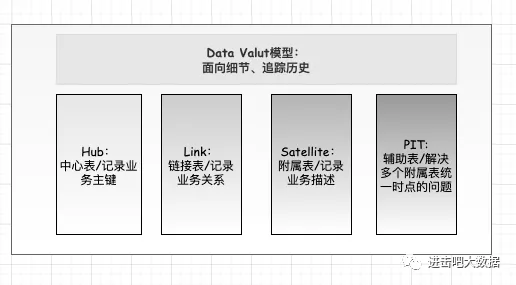 Data Valut模型：
面向细节、追踪历史
Hub：
中心表/记录业
务主键
Link：
链接表/记录
业务关系
Satellite：
附属表/记录
业务描述
PIT：
辅助表/解决
多个附属表统
一时点的问题
进击吧大数据